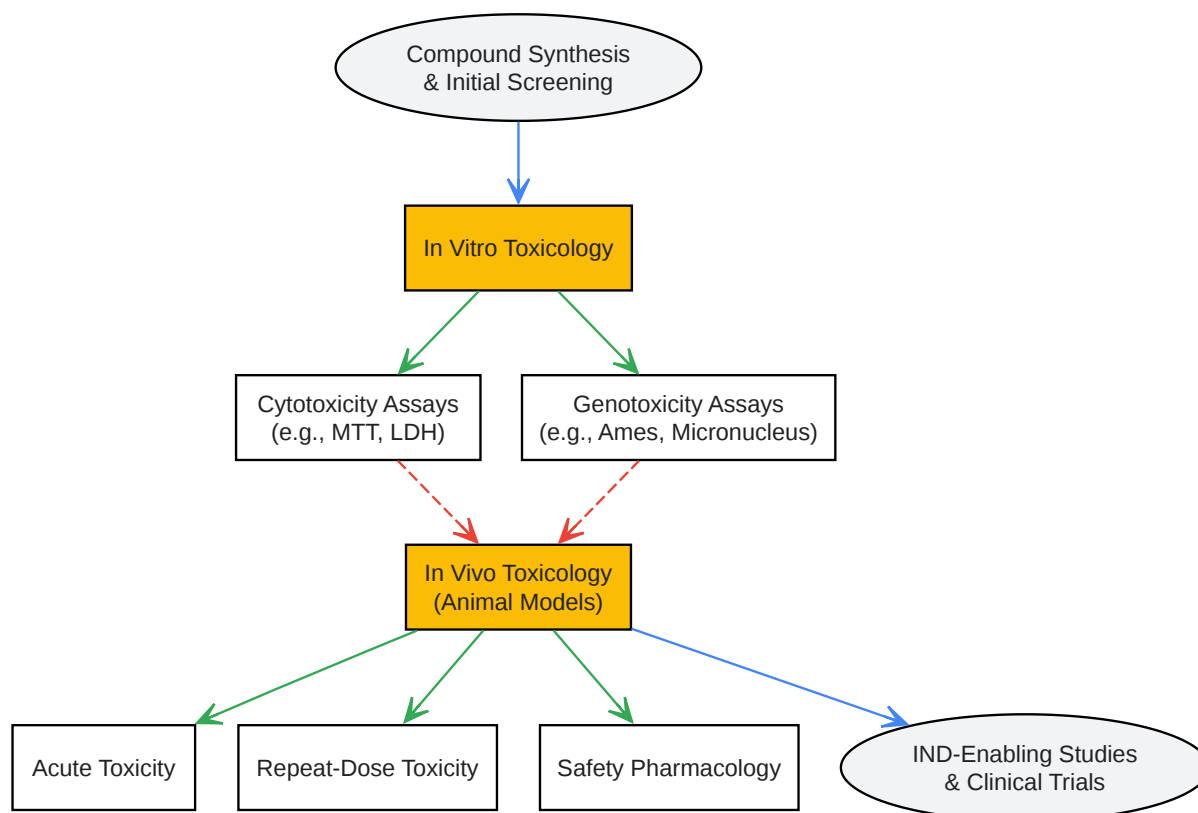 Compound Synthesis
& Initial Screening
In Vitro Toxicology
Cytotoxicity Assays
(e.g., MTT, LDH)
Genotoxicity Assays
(e.g., Ames, Micronucleus)
In Vivo Toxicology
(Animal Models)
Acute Toxicity
Repeat-Dose Toxicity
Safety Pharmacology
IND-Enabling Studies
& Clinical Trials